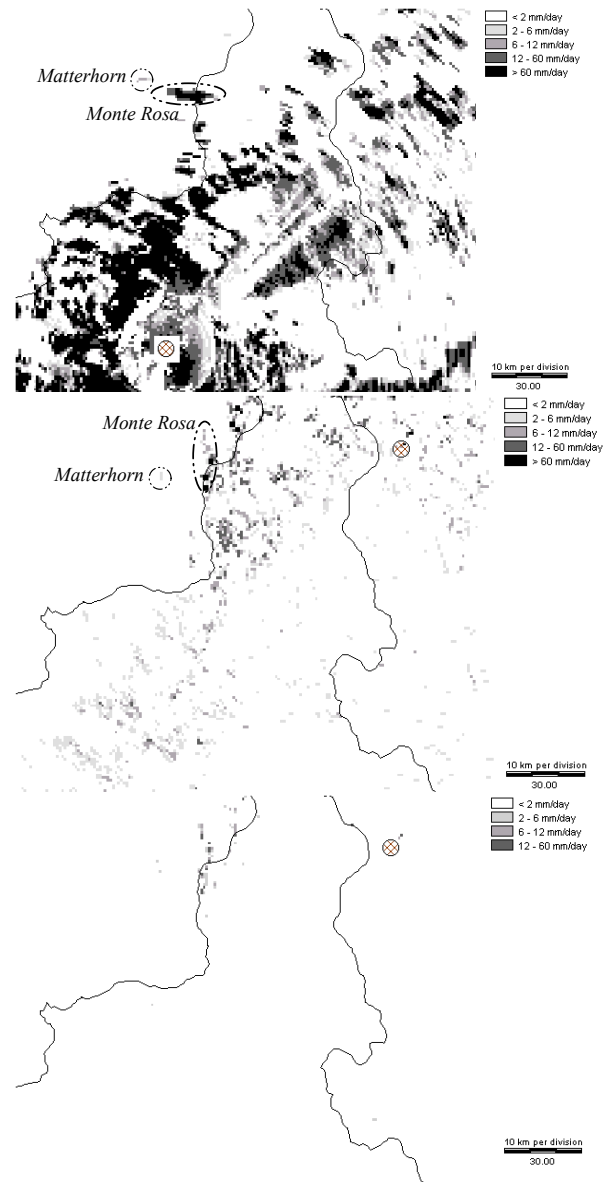 < 2 mm/day
2 - 6 mm/day
6 - 12 mm/day
12 - 60 mm/day
> 60 mm/day
Matterhorn
Monte Rosa
10 km per division
30.00
< 2 mm/day
2 - 6 mm/day
6 - 12 mm/day
12 - 60 mm/day
> 60 mm/day
Monte Rosa
Matterhorn
10 km per division
30.00
< 2 mm/day
2 - 6 mm/day
6 - 12 mm/day
12 - 60 mm/day
10 km per division
30.00